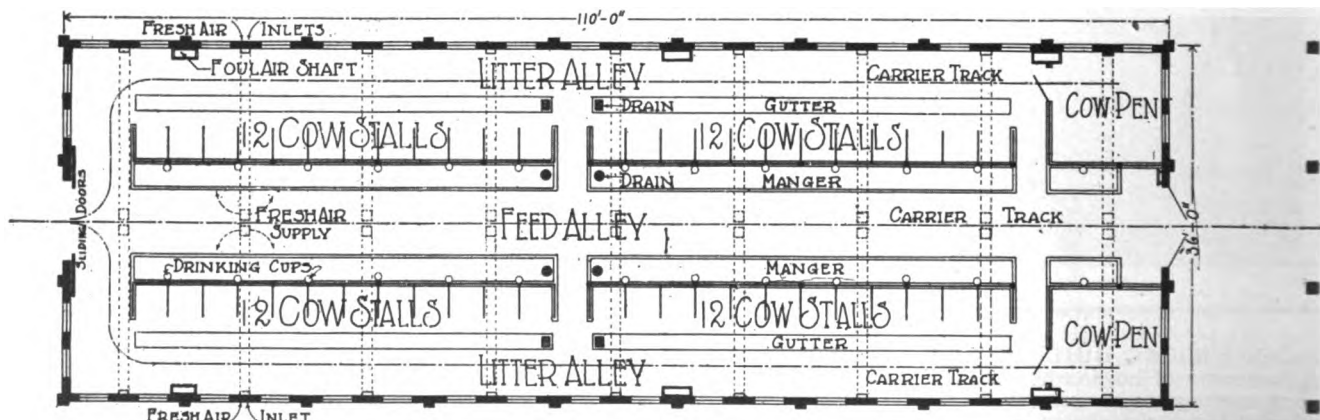 110'-0"
FRESH AIR INLETS
FOUL AIR SHAFT
LITTER ALLEY
CARRIER TRACK
DRAIN
GUTTER
COW PEN
12 COW STALLS
12 COW STALLS
DRAIN
MANGER
SLIDING DOORS
FRESH AIR
SUPPLY
FEED ALLEY
CARRIER TRACK
36'-0"
DRINKING CUPS
MANGER
12 COW STALLS
12 COW STALLS
GUTTER
COW PEN
LITTER ALLEY
CARRIER TRACK
FRESH AIR INLET